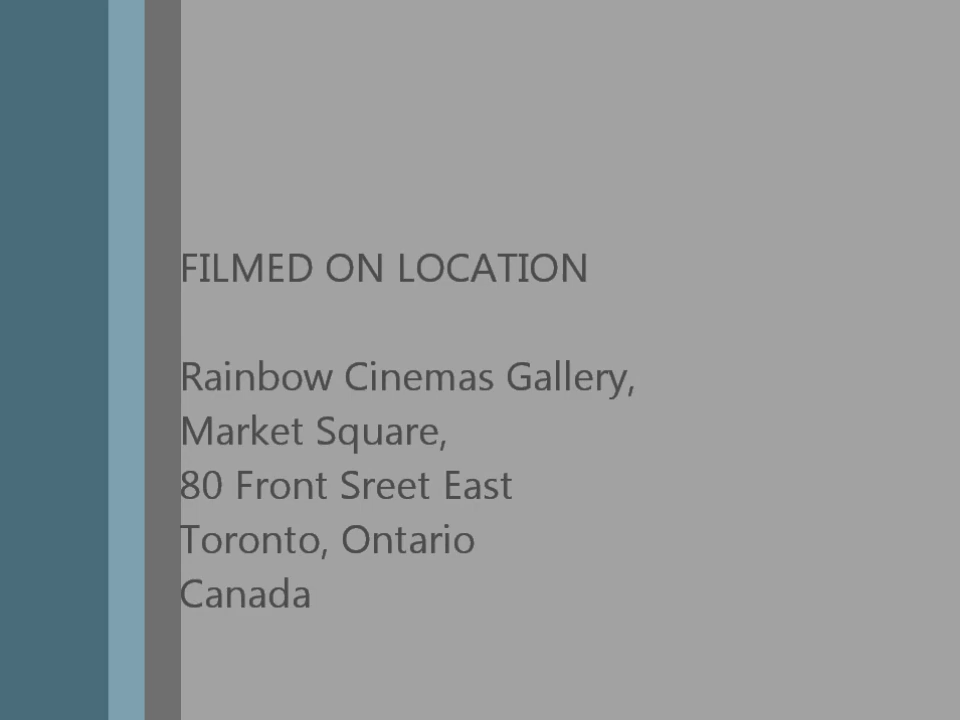 FILMED ON LOCATION
Rainbow Cinemas Gallery,
Market Square,
80 Front Sreet East
Toronto, Ontario
Canada